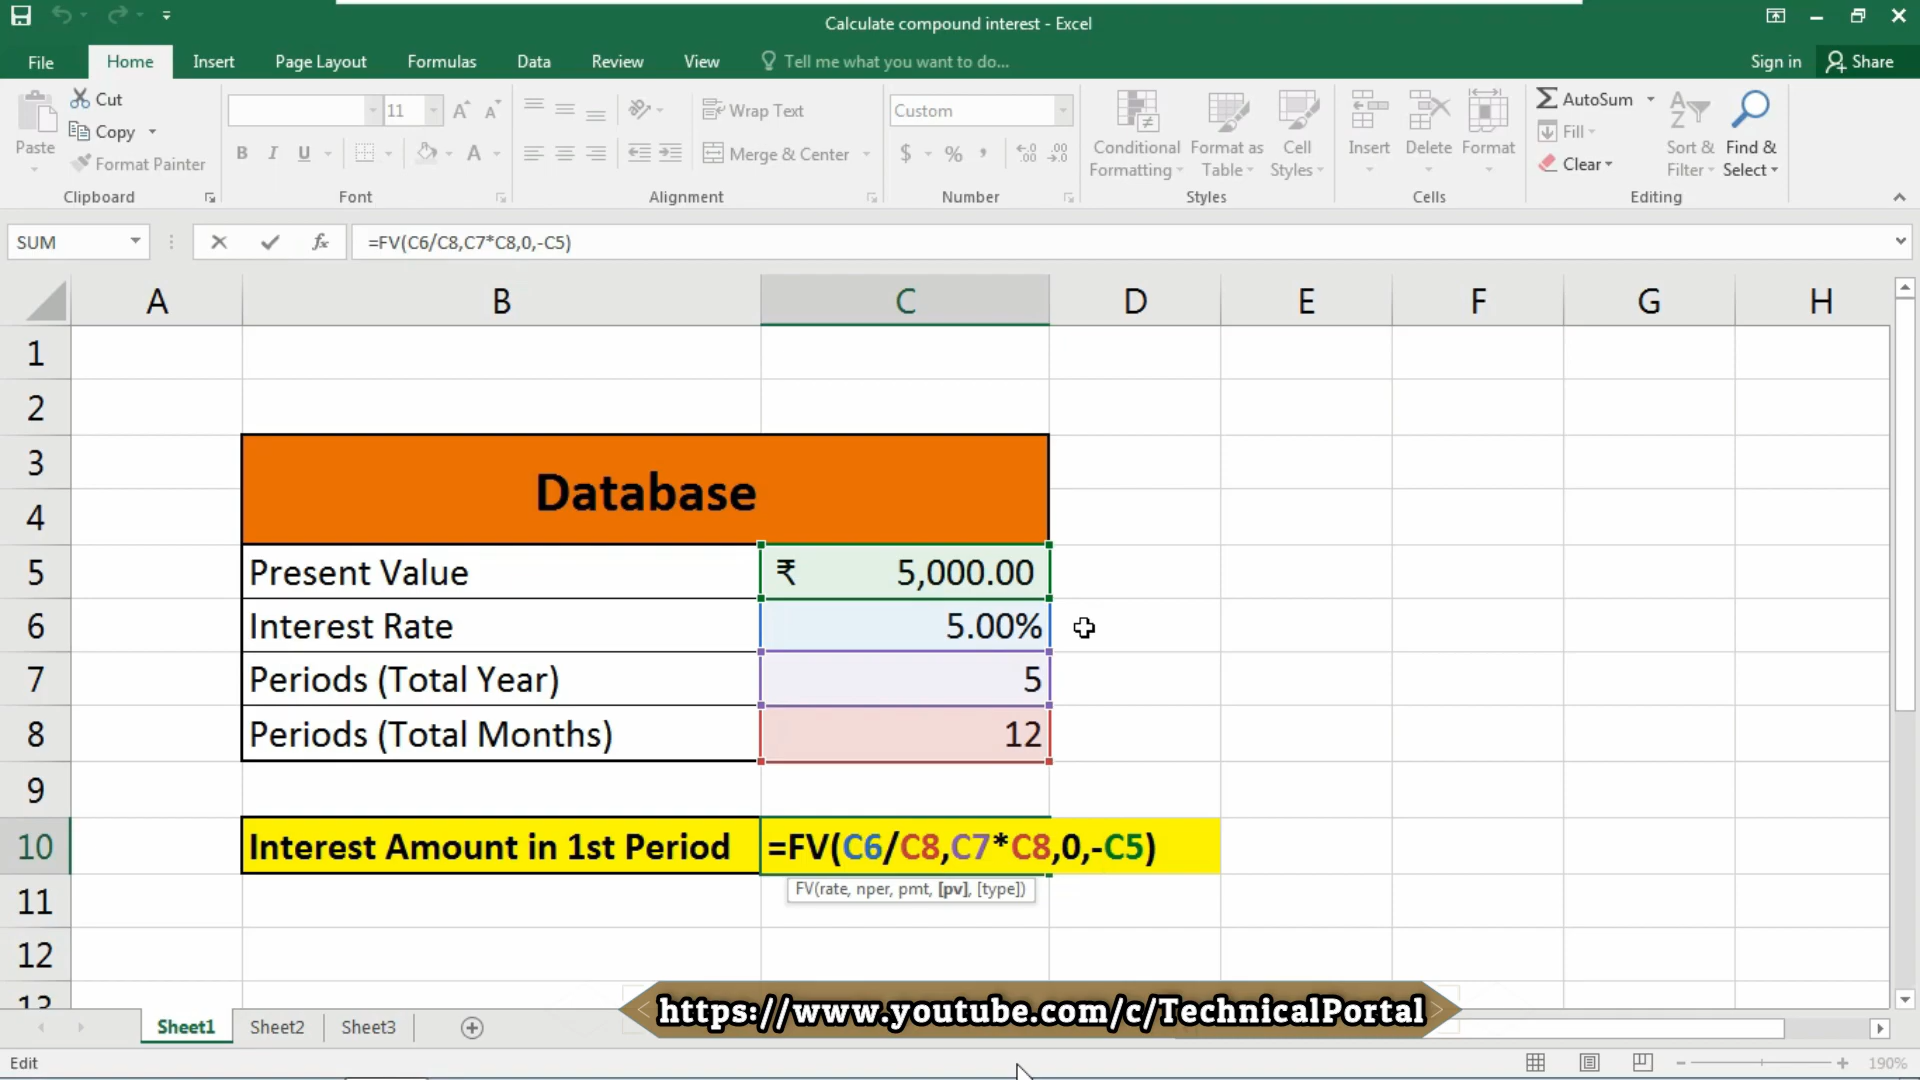 Calculate compound interest - Excel
File Home Insert Page Layout Formulas Data Review View Tell me what you want to do... Sign in Share
Cut
Copy
Format Painter
Paste
Clipboard
11
B I U
A A A
Font
Wrap Text
Merge & Center
Alignment
Custom
$ % ,
Number
Conditional Formatting
Format as Table
Cell Styles
Styles
Insert Delete Format
Cells
AutoSum
Fill
Clear
Sort & Filter
Find & Select
Editing
SUM fx =FV(C6/C8,C7*C8,0,-C5)
A B C D E F G H
1
2
3
Database
4
5 Present Value ₹ 5,000.00
6 Interest Rate 5.00%
7 Periods (Total Year) 5
8 Periods (Total Months) 12
9
10 Interest Amount in 1st Period =FV(C6/C8,C7*C8,0,-C5)
FV(rate, nper, pmt, [pv], [type])
11
12
13
https://www.youtube.com/c/TechnicalPortal
Sheet1 Sheet2 Sheet3
Edit 190%